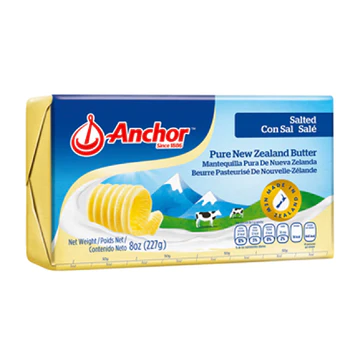 Anchor
Since 1886
Salted
Con Sal Salé
Pure New Zealand Butter
Mantequilla Pura De Nueva Zelanda
Beurre Pasteurisé De Nouvelle-Zélande
MADE IN
NEW ZEALAND
Net Weight / Poids Net /
Contenido Neto 8oz (227g)